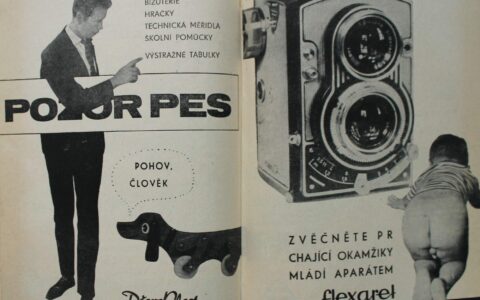 BIŽUTERIE
HRAČKY
TECHNICKÁ MĚŘIDLA
ŠKOLNÍ POMŮCKY
VÝSTRAŽNÉ TABULKY
POZOR PES
POHOV,
ČLOVĚK
ZVĚČNĚTE PR
CHAJÍCÍ OKAMŽIKY
MLÁDÍ APARÁTEM
flexaret